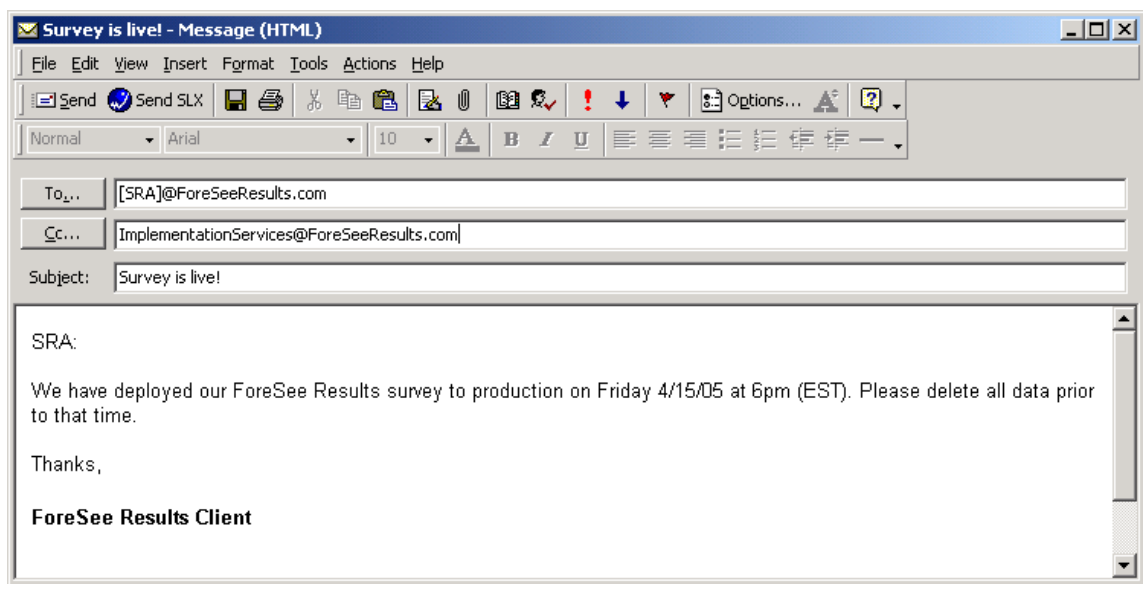 Survey is live! - Message (HTML)
File Edit View Insert Format Tools Actions Help
Send Send SLX Options...
Normal Arial 10 A B I U
To... [SRA]@ForeSeeResults.com
Cc... ImplementationServices@ForeSeeResults.com
Subject: Survey is live!
SRA:
We have deployed our ForeSee Results survey to production on Friday 4/15/05 at 6pm (EST). Please delete all data prior
to that time.
Thanks,
ForeSee Results Client